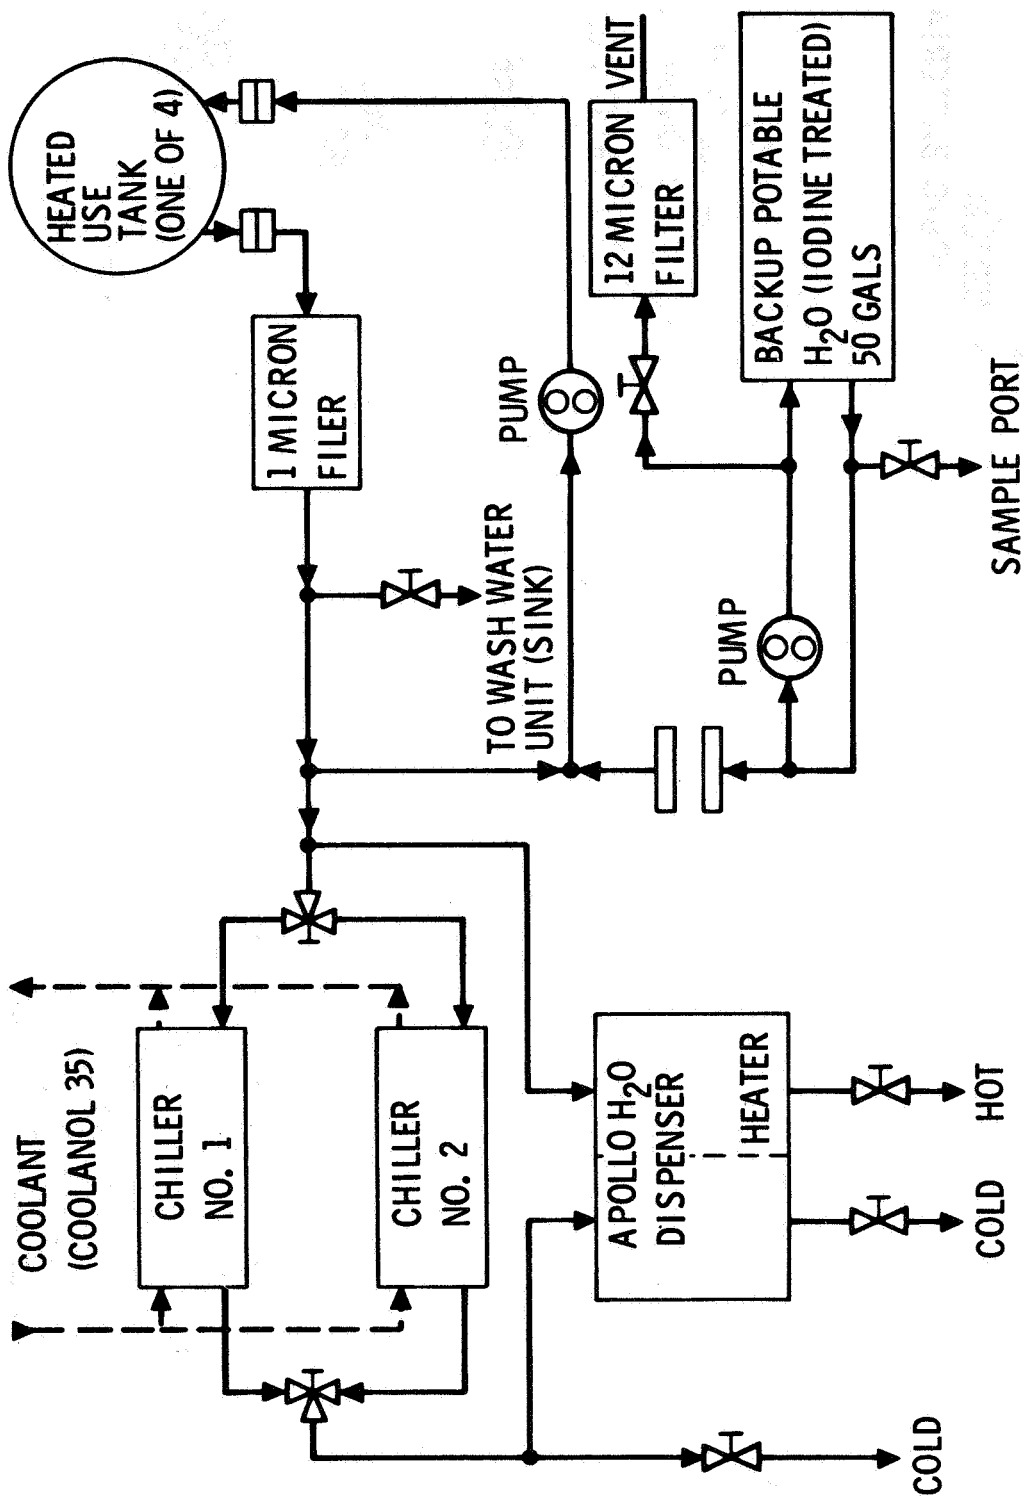 COOLANT
(COOLANOL 35)
CHILLER
NO. 1
CHILLER
NO. 2
COLD
APOLLO H2O
DISPENSER
HEATER
COLD
HOT
HEATED
USE
TANK
(ONE OF 4)
1 MICRON
FILER
TO WASH WATER
UNIT (SINK)
PUMP
12 MICRON
FILTER
VENT
PUMP
BACKUP POTABLE
H2O (IODINE TREATED)
50 GALS
SAMPLE PORT